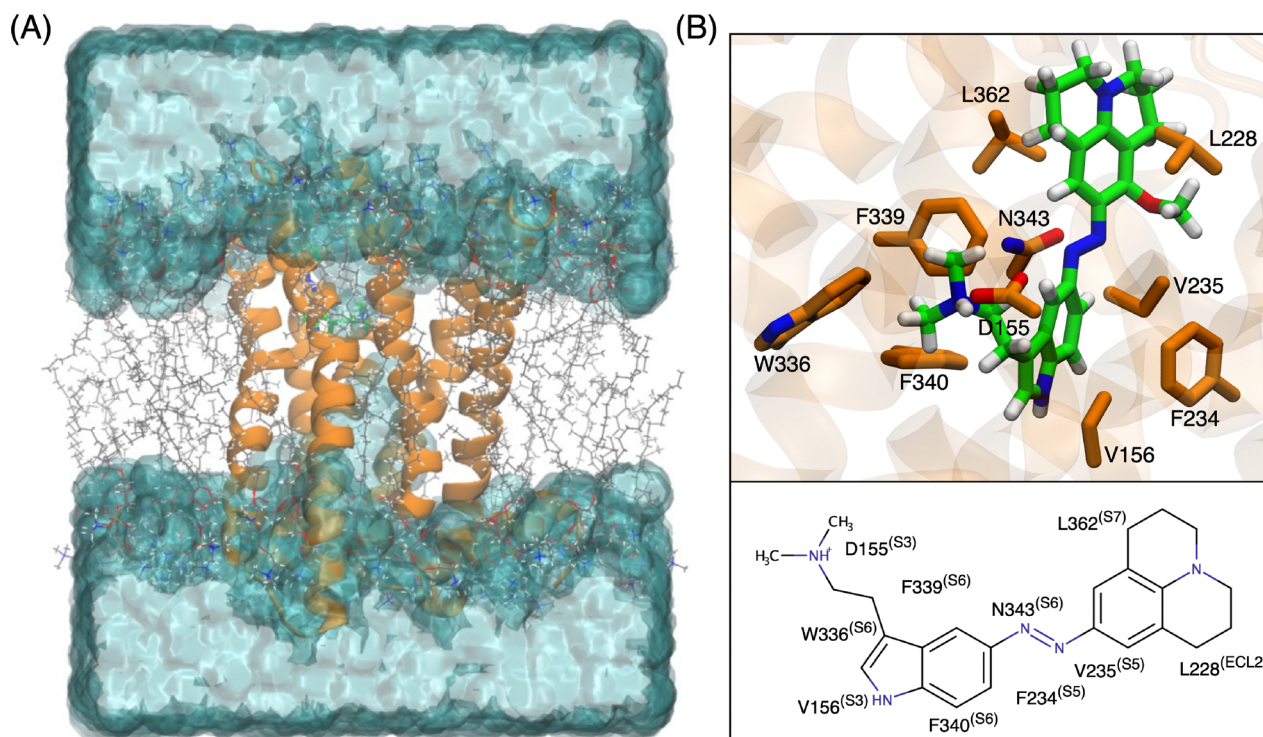 (A)
(B)
L362
L228
F339
N343
V235
D155
W336
F340
F234
V156
CH₃
H₃C
NH⁺
D155(S3)
L362(S7)
F339(S6)
N343(S6)
N
W336(S6)
N
N
V235(S5)
L228(ECL2
V156(S3)
HN
F234(S5)
F340(S6)